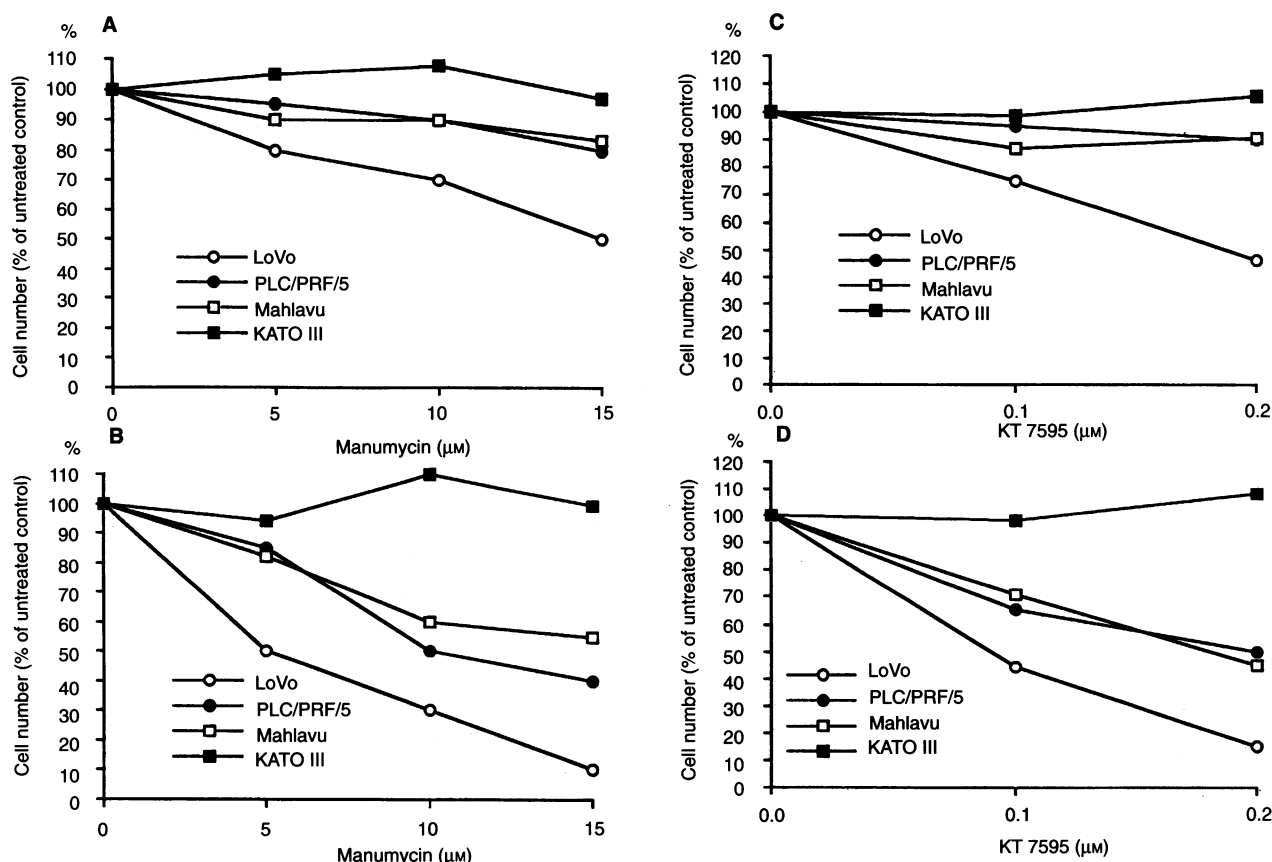 A
%
Cell number (% of untreated control)
110
100
90
80
70
60
50
40
30
20
10
0
LoVo
PLC/PRF/5
Mahlavu
KATO III
0 5 10 15
Manumycin (μM)
B
%
Cell number (% of untreated control)
110
100
90
80
70
60
50
40
30
20
10
0
LoVo
PLC/PRF/5
Mahlavu
KATO III
0 5 10 15
Manumycin (μM)
C
%
Cell number (% of untreated control)
120
110
100
90
80
70
60
50
40
30
20
10
0
LoVo
PLC/PRF/5
Mahlavu
KATO III
0.0 0.1 0.2
KT 7595 (μM)
D
%
Cell number (% of untreated control)
120
110
100
90
80
70
60
50
40
30
20
10
0
LoVo
PLC/PRF/5
Mahlavu
KATO III
0.0 0.1 0.2
KT 7595 (μM)